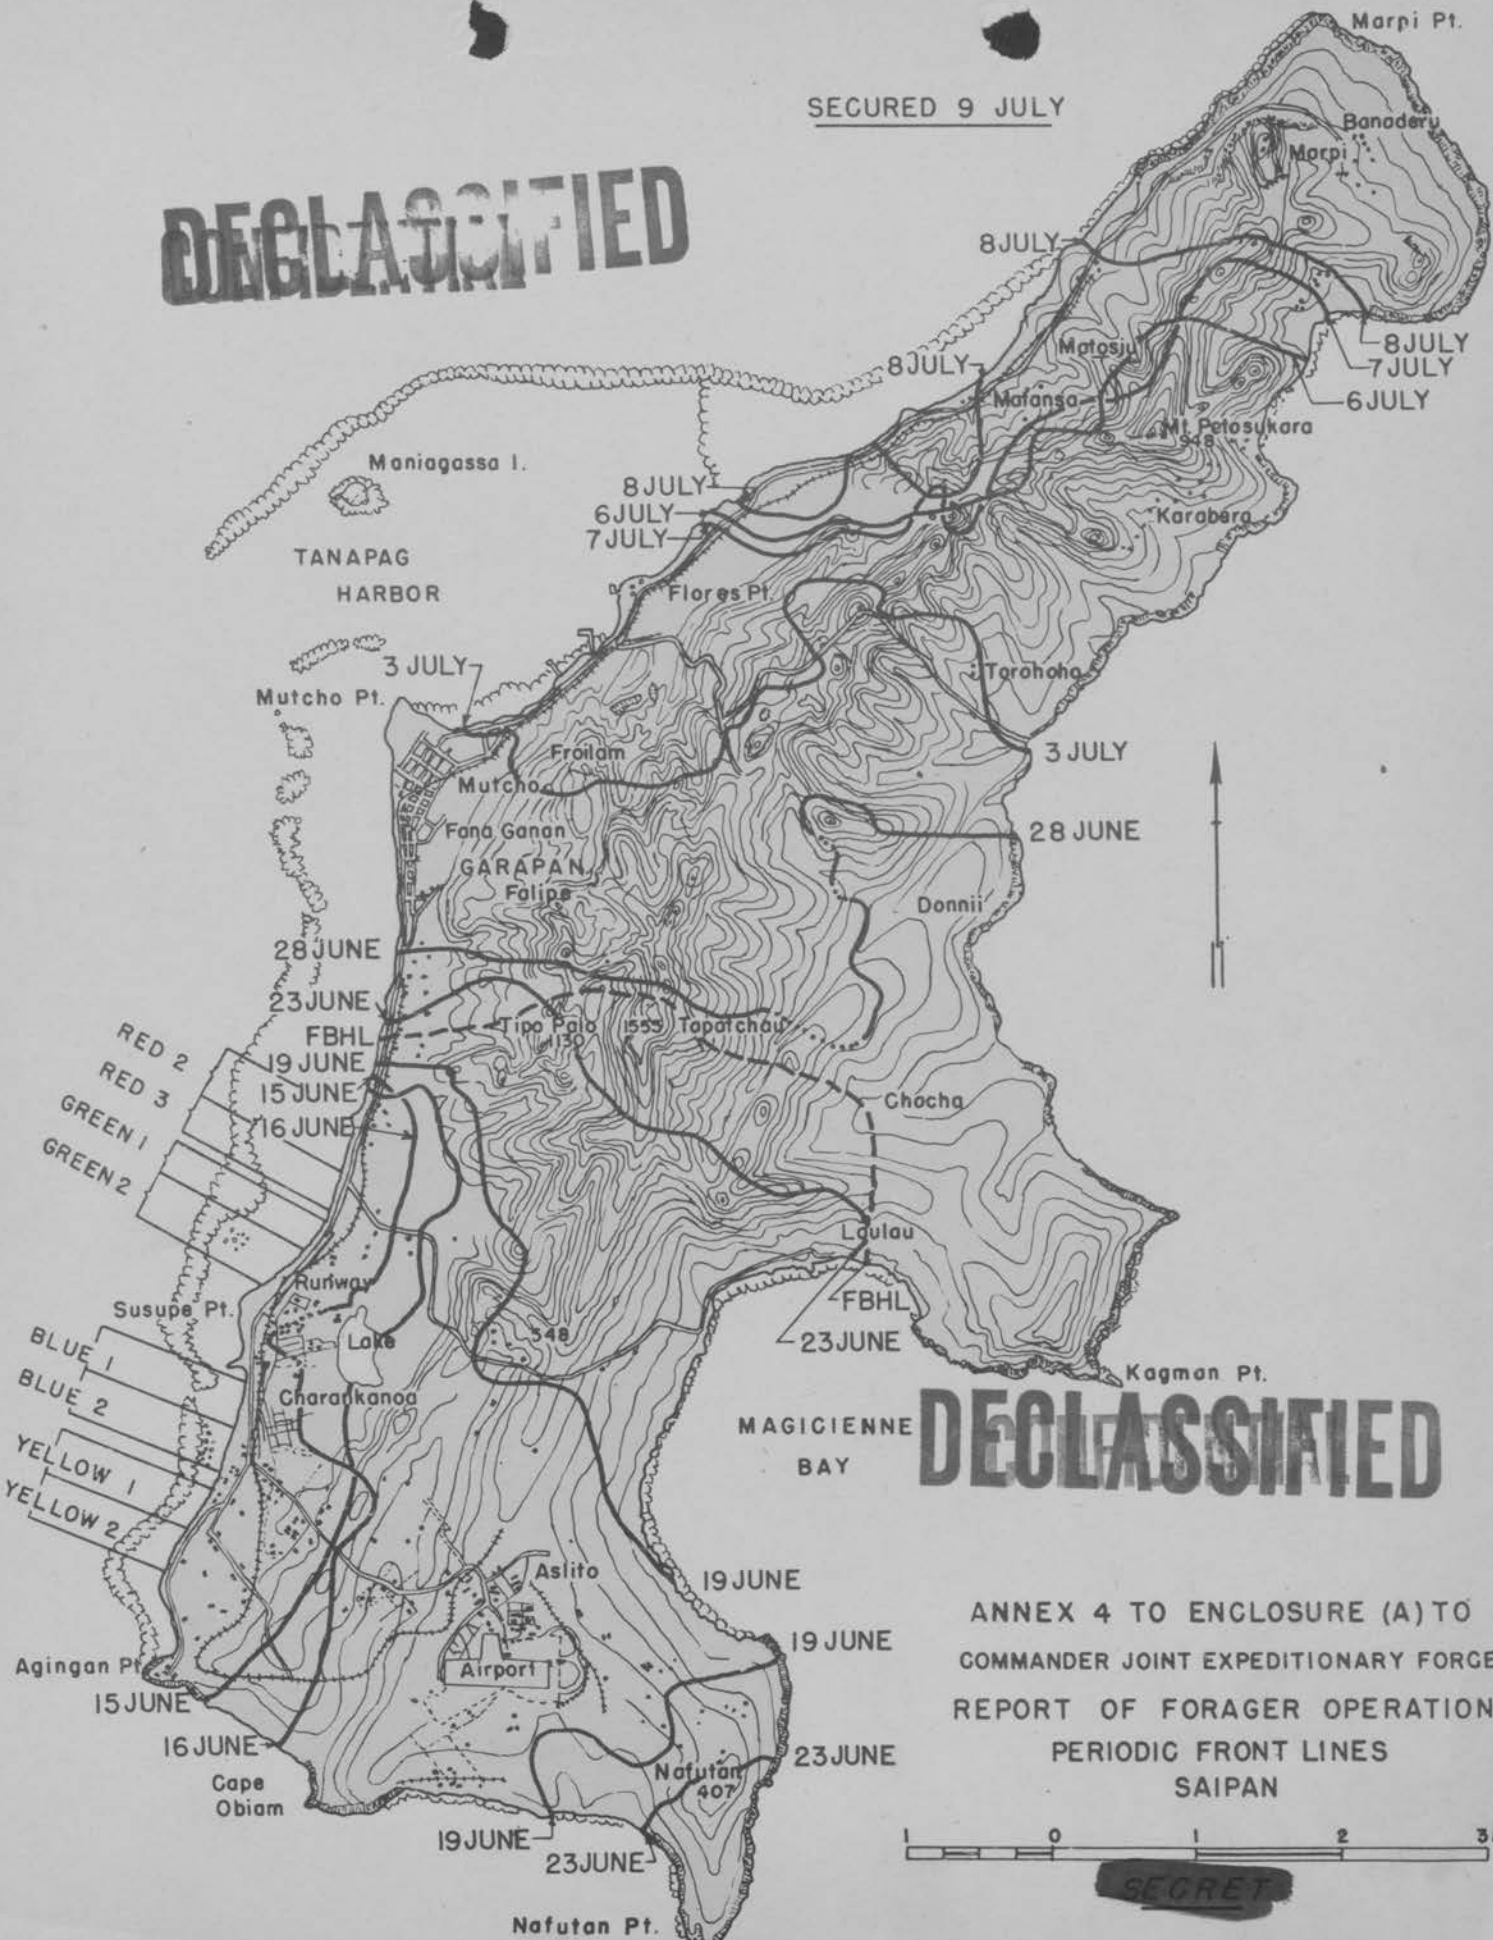 Marpi Pt.
SECURED 9 JULY
Banaderu
Marpi
DECLASSIFIED
8 JULY
8 JULY
7 JULY
6 JULY
Matosju
8 JULY
Matansa
Mt. Petosukara
948
Maniagassa I.
8 JULY
6 JULY
7 JULY
Karabera
TANAPAG
HARBOR
Flores Pt.
3 JULY
Torohoho
Mutcho Pt.
3 JULY
Froilam
Mutcho
Fana Ganan
28 JUNE
GARAPAN
Falipe
Donnii
28 JUNE
23 JUNE
FBHL
Tipo Palo
1130
1555
Tapotchau
19 JUNE
15 JUNE
16 JUNE
Chacha
RED 2
RED 3
GREEN 1
GREEN 2
Laulau
Runway
FBHL
23 JUNE
Susupe Pt.
Lake
548
Kagman Pt.
BLUE 1
BLUE 2
YELLOW 1
YELLOW 2
Charankanoa
MAGICIENNE
BAY
DECLASSIFIED
Aslito
19 JUNE
19 JUNE
Airport
Agingan Pt.
15 JUNE
16 JUNE
Cape
Obiam
Nafutan
407
23 JUNE
19 JUNE
23 JUNE
Nafutan Pt.
ANNEX 4 TO ENCLOSURE (A) TO
COMMANDER JOINT EXPEDITIONARY FORCE
REPORT OF FORAGER OPERATION
PERIODIC FRONT LINES
SAIPAN
1 0 1 2 3
SECRET